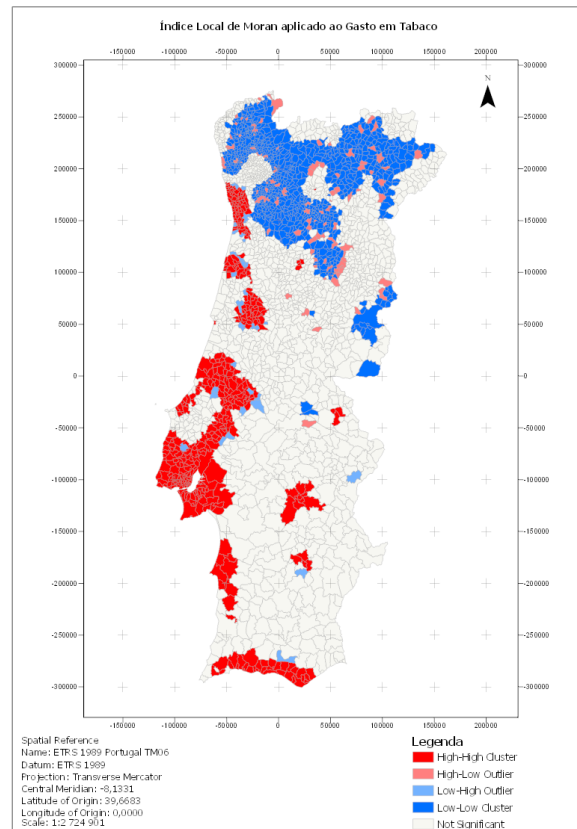 Índice Local de Moran aplicado ao Gasto em Tabaco
-150000 -100000 -50000 0 50000 100000 150000 200000
N
300000 300000
250000 250000
200000 200000
150000 150000
100000 100000
50000 50000
0 0
-50000 -50000
-100000 -100000
-150000 -150000
-200000 -200000
-250000 -250000
-300000 -300000
-150000 -100000 -50000 0 50000 100000 150000 200000
Spatial Reference
Name: ETRS 1989 Portugal TM06
Datum: ETRS 1989
Projection: Transverse Mercator
Central Meridian: -8,1331
Latitude of Origin: 39,6683
Longitude of Origin: 0,0000
Scale: 1:2 724 901
Legenda
High-High Cluster
High-Low Outlier
Low-High Outlier
Low-Low Cluster
Not Significant